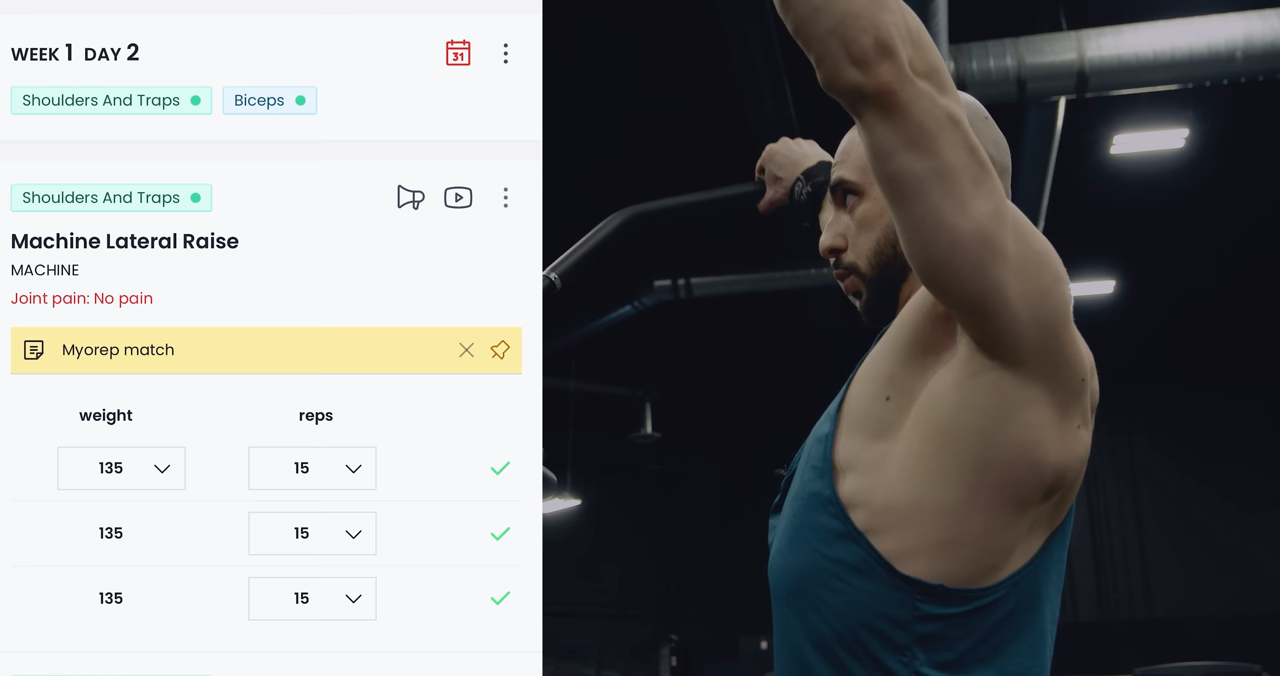 WEEK 1 DAY 2
31
Shoulders And Traps
Biceps
Shoulders And Traps
Machine Lateral Raise
MACHINE
Joint pain: No pain
Myorep match
weight reps
135 15
135 15
135 15